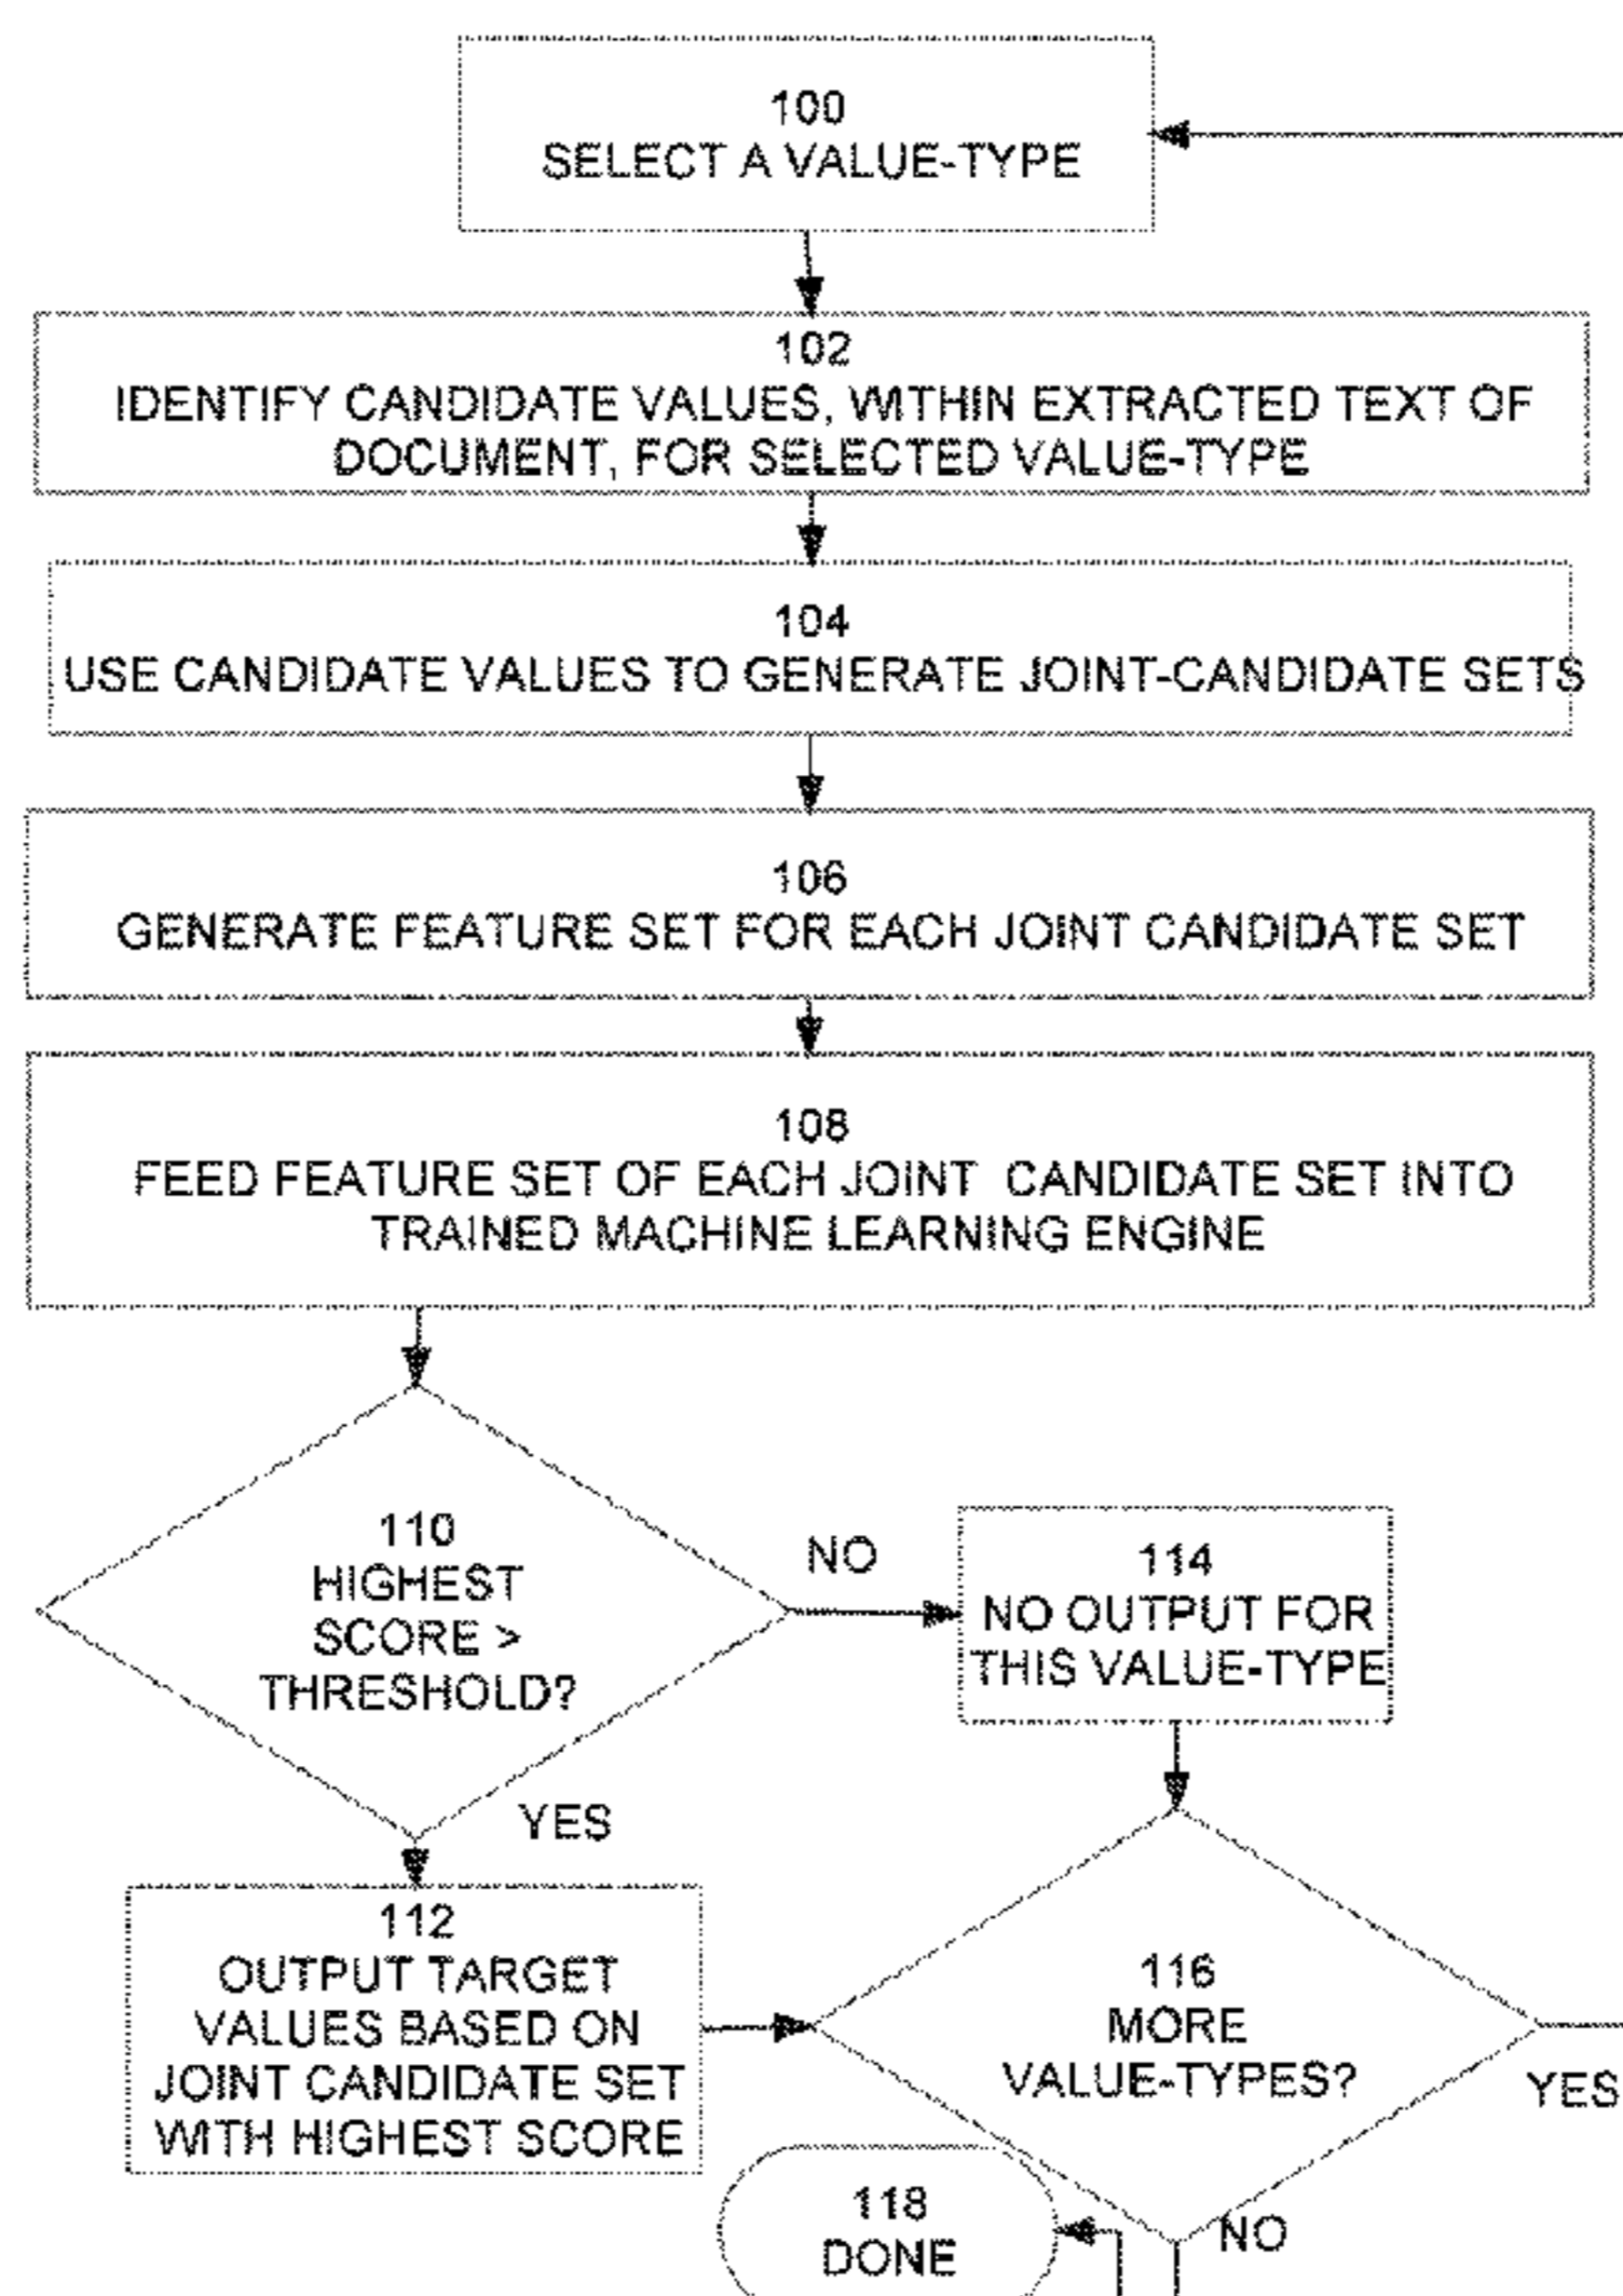 100
SELECT A VALUE-TYPE
102
IDENTIFY CANDIDATE VALUES, WITHIN EXTRACTED TEXT OF
DOCUMENT, FOR SELECTED VALUE-TYPE
104
USE CANDIDATE VALUES TO GENERATE JOINT-CANDIDATE SETS
106
GENERATE FEATURE SET FOR EACH JOINT CANDIDATE SET
108
FEED FEATURE SET OF EACH JOINT CANDIDATE SET INTO
TRAINED MACHINE LEARNING ENGINE
110
HIGHEST
SCORE >
THRESHOLD?
NO
114
NO OUTPUT FOR
THIS VALUE-TYPE
YES
112
OUTPUT TARGET
VALUES BASED ON
JOINT CANDIDATE SET
WITH HIGHEST SCORE
116
MORE
VALUE-TYPES?
YES
NO
118
DONE